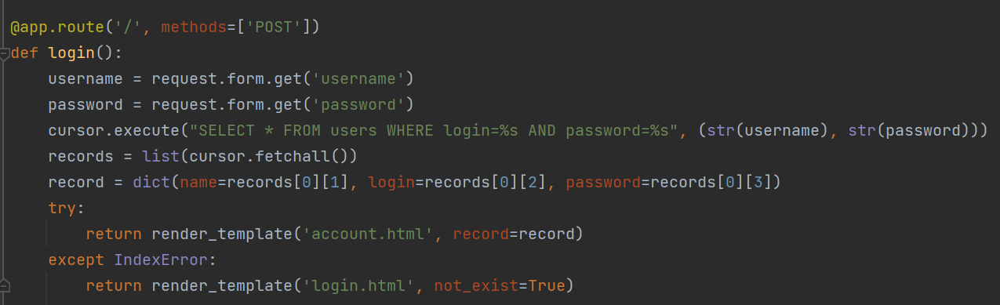 @app.route('/', methods=['POST'])
def login():
    username = request.form.get('username')
    password = request.form.get('password')
    cursor.execute("SELECT * FROM users WHERE login=%s AND password=%s", (str(username), str(password)))
    records = list(cursor.fetchall())
    record = dict(name=records[0][1], login=records[0][2], password=records[0][3])
    try:
        return render_template('account.html', record=record)
    except IndexError:
        return render_template('login.html', not_exist=True)